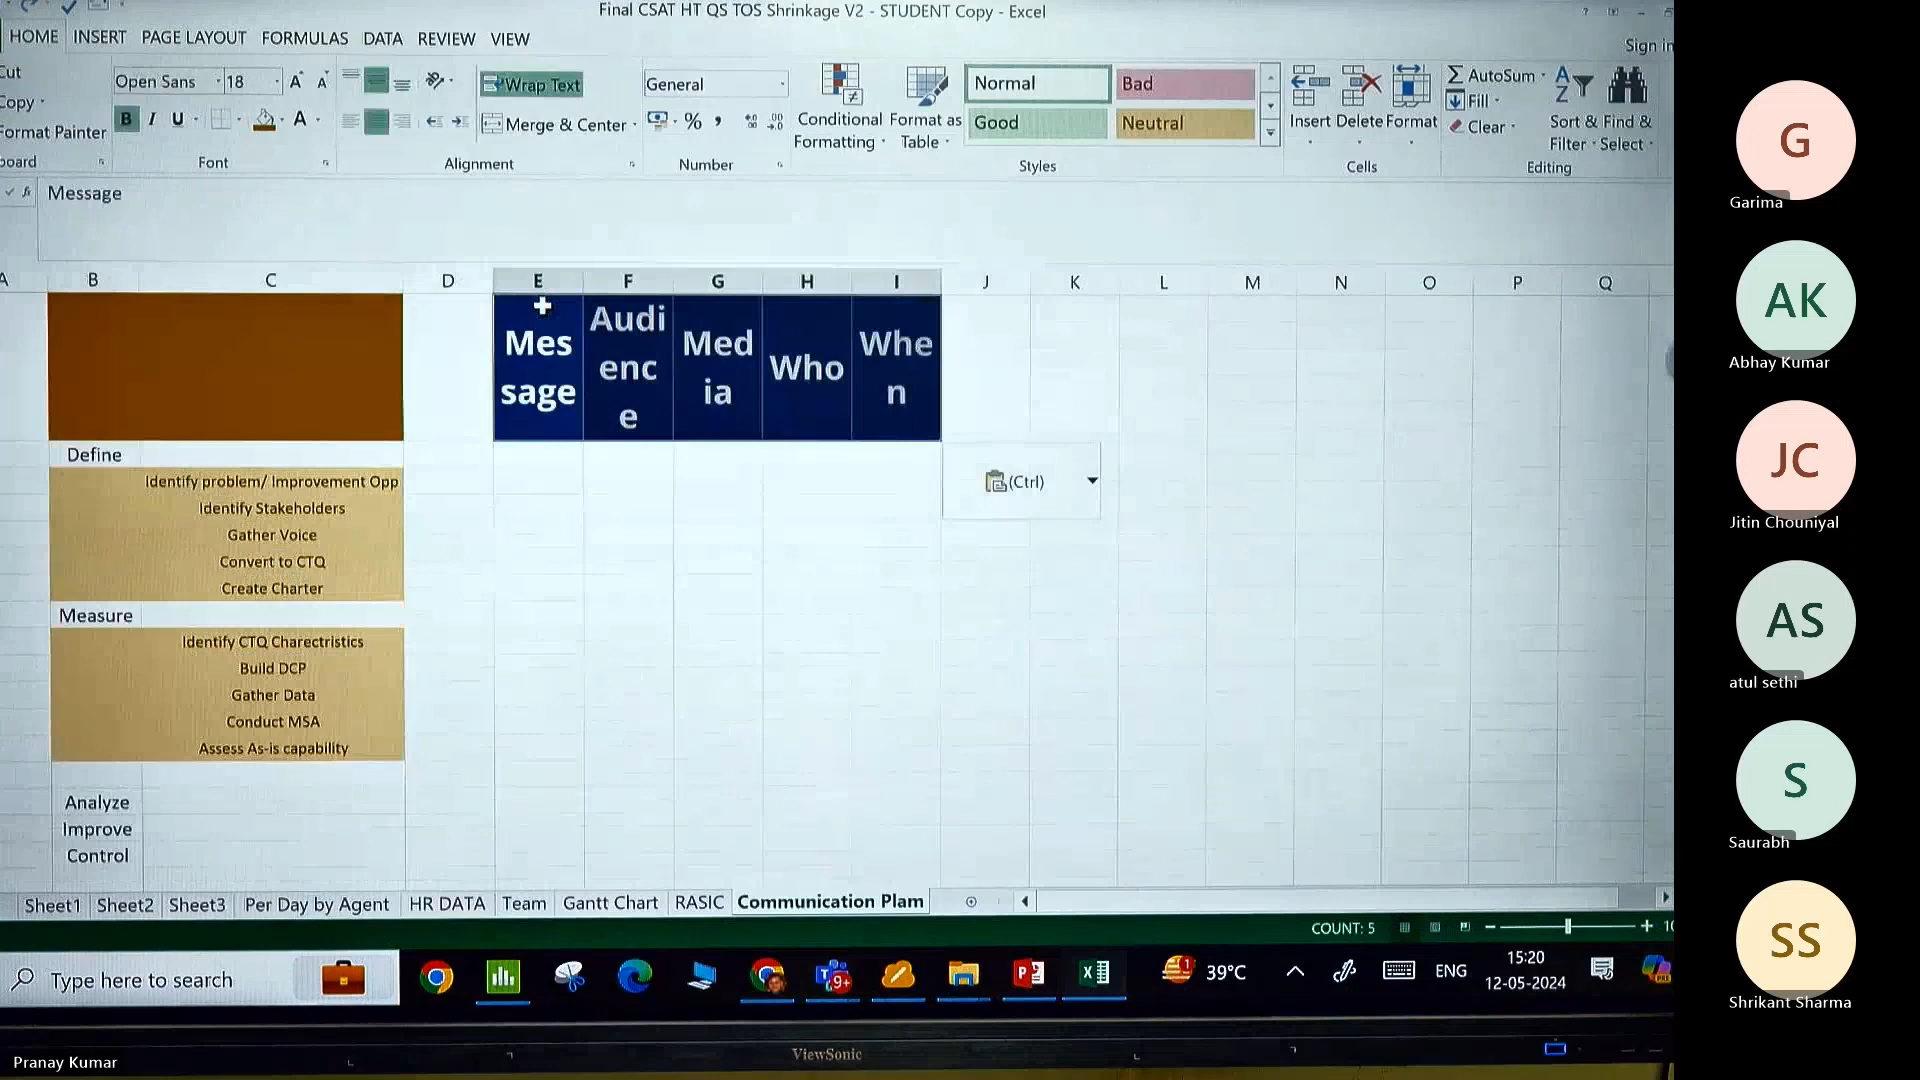 Final CSAT HT QS TOS Shrinkage V2 - STUDENT Copy - Excel
HOME INSERT PAGE LAYOUT FORMULAS DATA REVIEW VIEW
Sign in
Cut
Copy
Format Painter
Open Sans 18
B I U
Wrap Text
Merge & Center
General
%
Conditional Formatting
Format as Table
Normal
Bad
Good
Neutral
Insert Delete Format
AutoSum
Fill
Clear
Sort & Filter
Find & Select
board Font Alignment Number Styles Cells Editing
Message
A B C D E F G H I J K L M N O P Q
Mes
sage
Audi
enc
e
Med
ia
Who
Whe
n
(Ctrl)
Define
Identify problem/ Improvement Opp
Identify Stakeholders
Gather Voice
Convert to CTQ
Create Charter
Measure
Identify CTQ Charectristics
Build DCP
Gather Data
Conduct MSA
Assess As-is capability
Analyze
Improve
Control
Sheet1 Sheet2 Sheet3 Per Day by Agent HR DATA Team Gantt Chart RASIC Communication Plam
COUNT: 5
Type here to search
39°C
ENG
15:20
12-05-2024
ViewSonic
Pranay Kumar
G
Garima
AK
Abhay Kumar
JC
Jitin Chouniyal
AS
atul sethi
S
Saurabh
SS
Shrikant Sharma